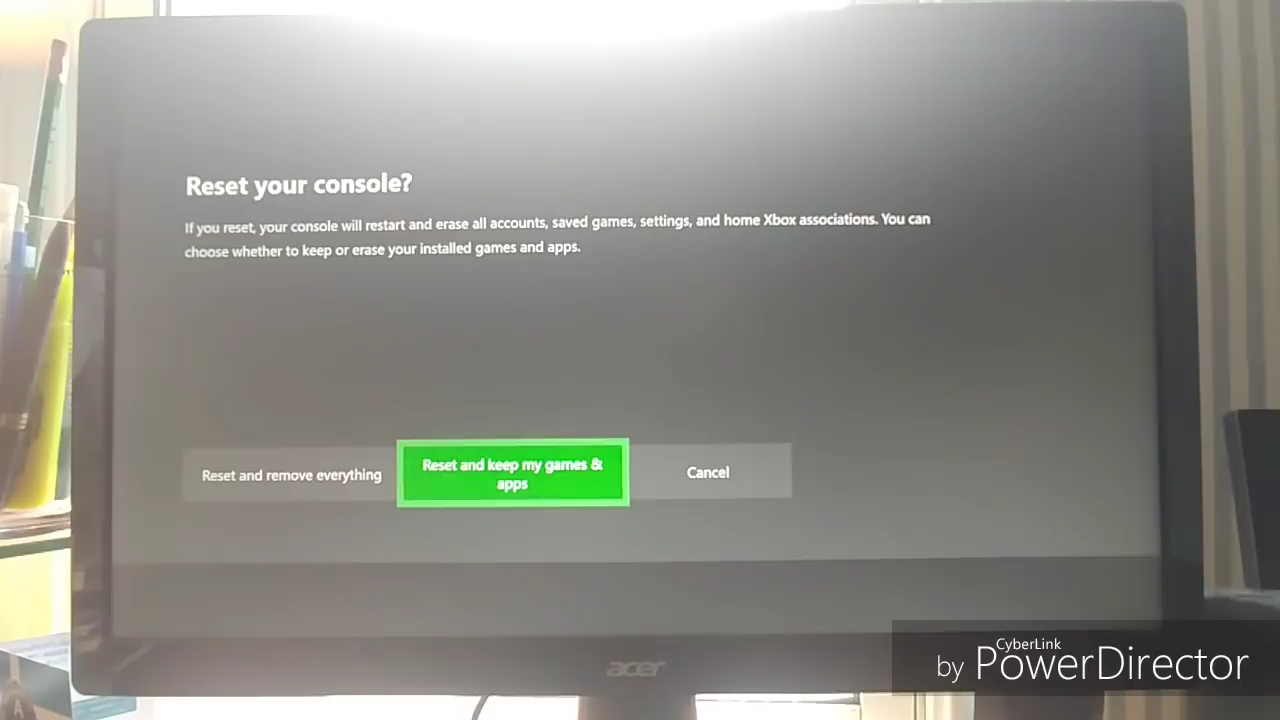 Reset your console?
If you reset, your console will restart and erase all accounts, saved games, settings, and home Xbox associations. You can
choose whether to keep or erase your installed games and apps.
Reset and remove everything
Reset and keep my games &
apps
Cancel
acer
CyberLink
by PowerDirector
A